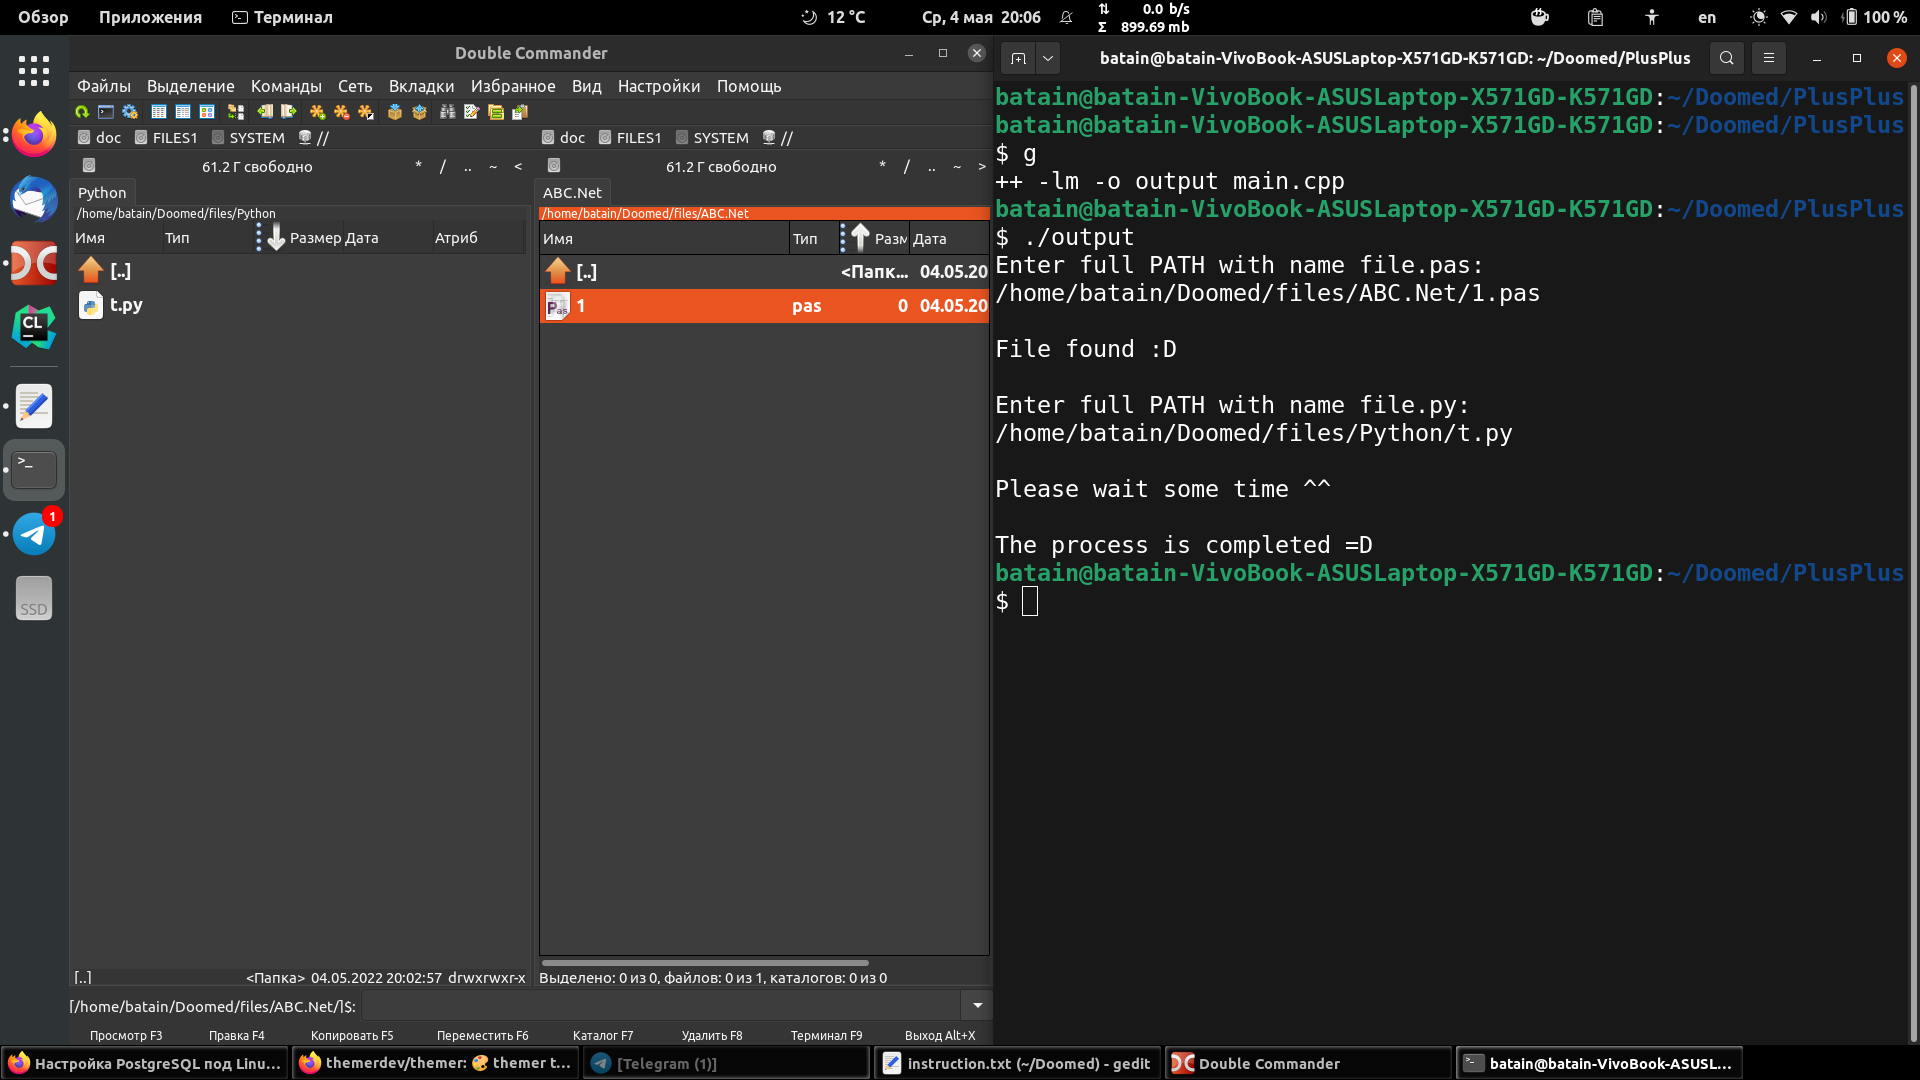 Обзор Приложения Терминал 12 °C Ср, 4 мая 20:06 0.0 b/s en 100 %
Σ 899.69 mb
Double Commander
Файлы Выделение Команды Сеть Вкладки Избранное Вид Настройки Помощь
doc FILES1 SYSTEM //
doc FILES1 SYSTEM //
61.2 Г свободно * / .. ~ <
61.2 Г свободно * / .. ~ >
Python
ABC.Net
/home/batain/Doomed/files/Python
/home/batain/Doomed/files/ABC.Net
Имя Тип Размер Дата Атриб
Имя Тип Разм Дата
[..]
t.py
[..] <Папк... 04.05.20
1 pas 0 04.05.20
[..] <Папка> 04.05.2022 20:02:57 drwxrwxr-x
Выделено: 0 из 0, файлов: 0 из 1, каталогов: 0 из 0
[/home/batain/Doomed/files/ABC.Net/]$:
Просмотр F3 Правка F4 Копировать F5 Переместить F6 Каталог F7 Удалить F8 Терминал F9 Выход Alt+X
CL
SSD
1
batain@batain-VivoBook-ASUSLaptop-X571GD-K571GD: ~/Doomed/PlusPlus
batain@batain-VivoBook-ASUSLaptop-X571GD-K571GD:~/Doomed/PlusPlus
batain@batain-VivoBook-ASUSLaptop-X571GD-K571GD:~/Doomed/PlusPlus
$ g
++ -lm -o output main.cpp
batain@batain-VivoBook-ASUSLaptop-X571GD-K571GD:~/Doomed/PlusPlus
$ ./output
Enter full PATH with name file.pas:
/home/batain/Doomed/files/ABC.Net/1.pas
File found :D
Enter full PATH with name file.py:
/home/batain/Doomed/files/Python/t.py
Please wait some time ^^
The process is completed =D
batain@batain-VivoBook-ASUSLaptop-X571GD-K571GD:~/Doomed/PlusPlus
$
Настройка PostgreSQL под Linu... themerdev/themer: 🎨 themer t... [Telegram (1)] instruction.txt (~/Doomed) - gedit Double Commander batain@batain-VivoBook-ASUSL...